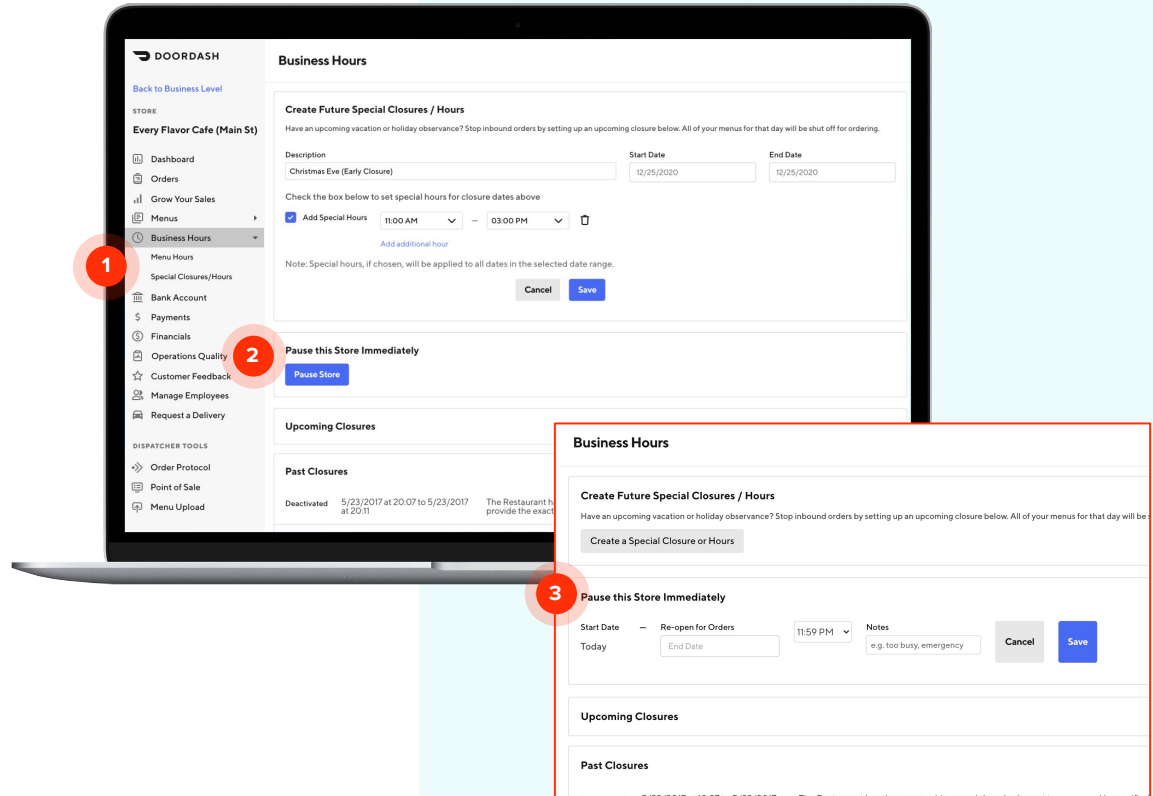 DOORDASH
Back to Business Level
STORE
Every Flavor Cafe (Main St)
Dashboard
Orders
Grow Your Sales
Menus
Business Hours
Menu Hours
Special Closures/Hours
Bank Account
Payments
Financials
Operations Quality
Customer Feedback
Manage Employees
Request a Delivery
DISPATCHER TOOLS
Order Protocol
Point of Sale
Menu Upload
1
Business Hours
Create Future Special Closures / Hours
Have an upcoming vacation or holiday observance? Stop inbound orders by setting up an upcoming closure below. All of your menus for that day will be shut off for ordering.
Description Start Date End Date
Christmas Eve (Early Closure) 12/25/2020 12/25/2020
Check the box below to set special hours for closure dates above
Add Special Hours 11:00 AM – 03:00 PM
Add additional hour
Note: Special hours, if chosen, will be applied to all dates in the selected date range.
Cancel Save
2
Pause this Store Immediately
Pause Store
Upcoming Closures
Past Closures
Deactivated 5/23/2017 at 20:07 to 5/23/2017 The Restaurant
at 20:11 provide the exact
Business Hours
Create Future Special Closures / Hours
Have an upcoming vacation or holiday observance? Stop inbound orders by setting up an upcoming closure below. All of your menus for that day will be
Create a Special Closure or Hours
3
Pause this Store Immediately
Start Date – Re-open for Orders 11:59 PM Notes
Today End Date e.g. too busy, emergency Cancel Save
Upcoming Closures
Past Closures